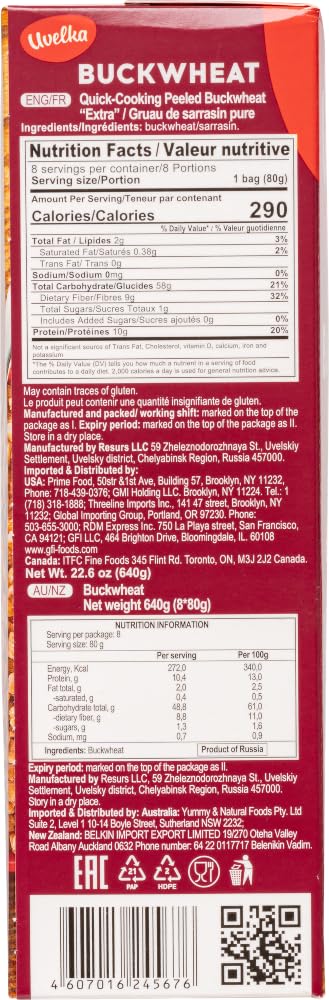 Uvelka
BUCKWHEAT
ENG/FR Quick-Cooking Peeled Buckwheat
"Extra" / Gruau de sarrasin pure
Ingredients/Ingrédients: buckwheat/sarrasin.
Nutrition Facts / Valeur nutritive
8 servings per container/8 Portions
Serving size/Portion 1 bag (80g)
Amount Per Serving/Teneur par contenant
Calories/Calories 290
% Daily Value* / % Valeur quotidienne
Total Fat / Lipides 2g 3%
Saturated Fat/Saturés 0.38g 2%
Trans Fat/ Trans 0g
Sodium/Sodium 0mg 0%
Total Carbohydrate/Glucides 58g 21%
Dietary Fiber/Fibres 9g 32%
Total Sugars/Sucres Totaux 1g
Includes Added Sugars/Sucres ajoutés 0g 0%
Protein/Protéines 10g 20%
Not a significant source of Trans Fat, Cholesterol, vitamin D, calcium, iron and
potassium
*The % Daily Value (DV) tells you how much a nutrient in a serving of food
contributes to a daily diet. 2,000 calories a day is used for general nutrition advice.
May contain traces of gluten.
Le produit peut contenir une quantité insignifiante de gluten.
Manufactured and packed/ working shift: marked on the top of the
package as I. Expiry period: marked on the top of the package as II.
Store in a dry place.
Manufactured by Resurs LLC 59 Zheleznodorozhnaya St., Uvelskiy
Settlement, Uvelsky district, Chelyabinsk Region, Russia 457000.
Imported & Distributed by:
USA: Prime Food, 50str &1st Ave, Building 57, Brooklyn, NY 11232,
Phone: 718-439-0376; GMI Holding LLC. Brooklyn, NY 11224. Tel.: 1
(718) 318-1888; Threeline Imports Inc., 141 47 street, Brooklyn, NY
11232; Global Importing Group, Portland, OR 97230. Phone:
503-655-3000; RDM Express Inc. 750 La Playa street, San Francisco,
CA 94121; GFI LLC, 464 Brighton Drive, Bloomingdale, IL. 60108
www.gfi-foods.com
Canada: ITFC Fine Foods 345 Flint Rd. Toronto, ON, M3J 2J2 Canada.
Net Wt. 22.6 oz (640g)
AU/NZ Buckwheat
Net weight 640g (8*80g)
NUTRITION INFORMATION
Serving per package: 8
Serving size: 80 g
Per serving Per 100g
Energy, Kcal 272,0 340,0
Protein, g 10,4 13,0
Fat total, g 2,0 2,5
-saturated, g 0,4 0,5
Carbohydrate total, g 48,8 61,0
-dietary fiber, g 8,8 11,0
-sugars, g 1,3 1,6
Sodium, mg 0,7 0,9
Ingredients: Buckwheat Product of Russia
Expiry period: marked on the top of the package as II.
Manufactured by Resurs LLC, 59 Zheleznodorozhnaya St., Uvelskiy
Settlement, Uvelsky district, Chelyabinsk Region, Russia 457000.
Story in a dry place.
Imported & Distributed by: Australia: Yummy & Natural Foods Pty. Ltd
Suite 2, Level 1 10-14 Boyle Street, Sutherland NSW 2232;
New Zealand: BELKIN IMPORT EXPORT LIMITED 19/270 Oteha Valley
Road Albany Auckland 0632 Phone number: 64 22 0117717 Belenikin Vadim.
EAC 21 PAP 2 HDPE
4 607016 245676